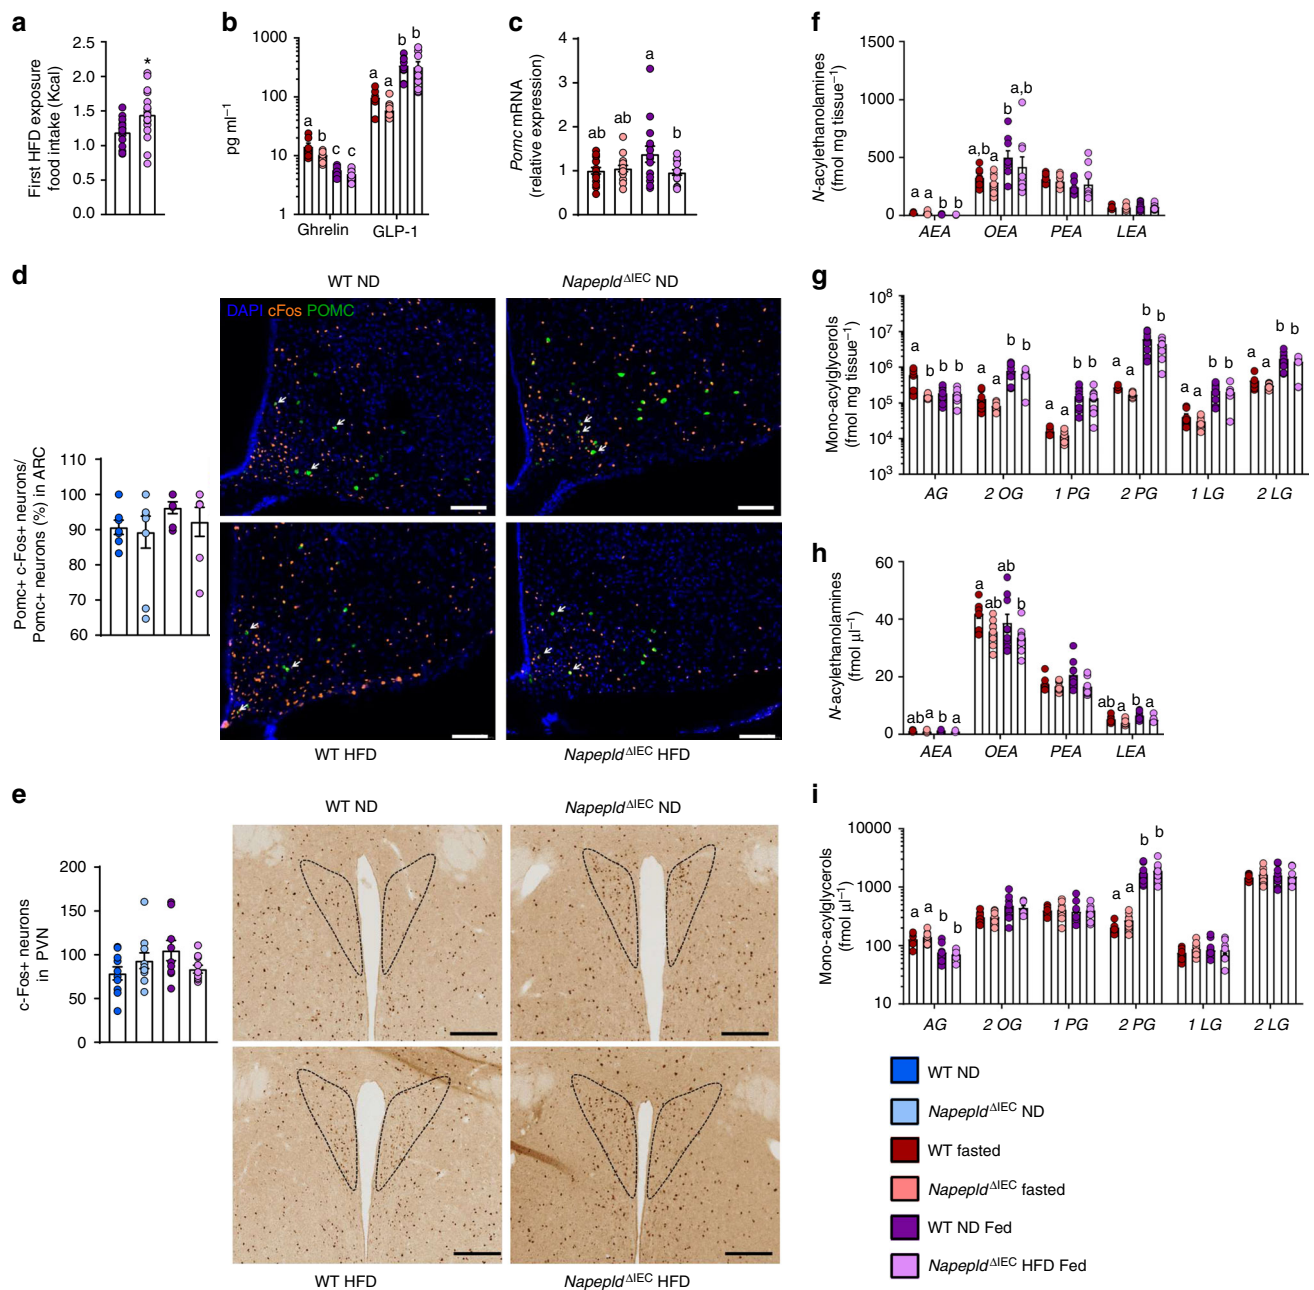 a
First HFD exposure
food intake (Kcal)
2.5
2.0
1.5
1.0
0.5
0.0
*
b
pg ml⁻¹
1000
100
10
1
a
b
c c
a
a
b b
Ghrelin GLP-1
c
Pomc mRNA
(relative expression)
4
3
2
1
0
ab ab a b
d
Pomc+ c-Fos+ neurons/
Pomc+ neurons (%) in ARC
110
100
90
80
70
60
WT ND
Napepld^ΔIEC ND
DAPI cFos POMC
WT HFD
Napepld^ΔIEC HFD
e
c-Fos+ neurons
in PVN
200
150
100
50
0
WT ND
Napepld^ΔIEC ND
WT HFD
Napepld^ΔIEC HFD
f
N-acylethanolamines
(fmol mg tissue⁻¹)
1500
1000
500
0
a a b b
a,b a b a,b
AEA OEA PEA LEA
g
Mono-acylglycerols
(fmol mg tissue⁻¹)
10⁸
10⁷
10⁶
10⁵
10⁴
10³
a b b b
a a b b
a a b b
a a b b
a a b b
a a b b
AG 2 OG 1 PG 2 PG 1 LG 2 LG
h
N-acylethanolamines
(fmol μl⁻¹)
60
40
20
0
ab a b a
a ab ab b
ab a b a
AEA OEA PEA LEA
i
Mono-acylglycerols
(fmol μl⁻¹)
10000
1000
100
10
a a b b
a a b b
AG 2 OG 1 PG 2 PG 1 LG 2 LG
WT ND
Napepld^ΔIEC ND
WT fasted
Napepld^ΔIEC fasted
WT ND Fed
Napepld^ΔIEC HFD Fed